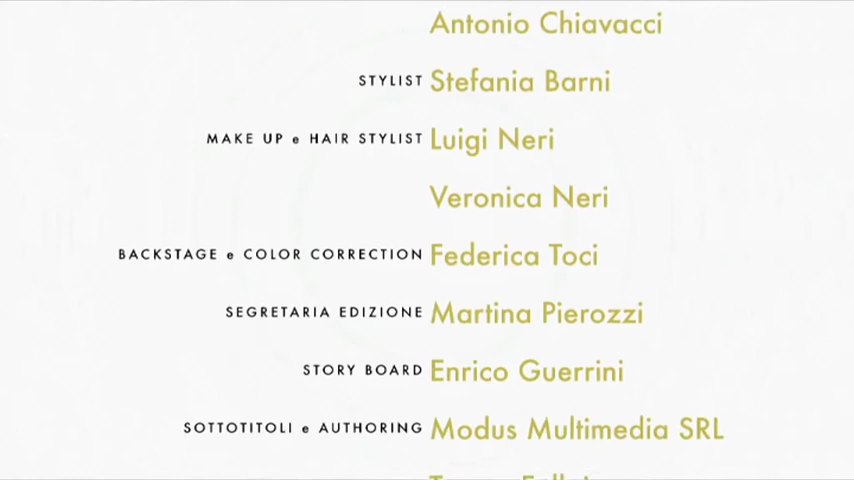 Antonio Chiavacci
STYLIST Stefania Barni
MAKE UP e HAIR STYLIST Luigi Neri
Veronica Neri
BACKSTAGE e COLOR CORRECTION Federica Toci
SEGRETARIA EDIZIONE Martina Pierozzi
STORY BOARD Enrico Guerrini
SOTTOTITOLI e AUTHORING Modus Multimedia SRL